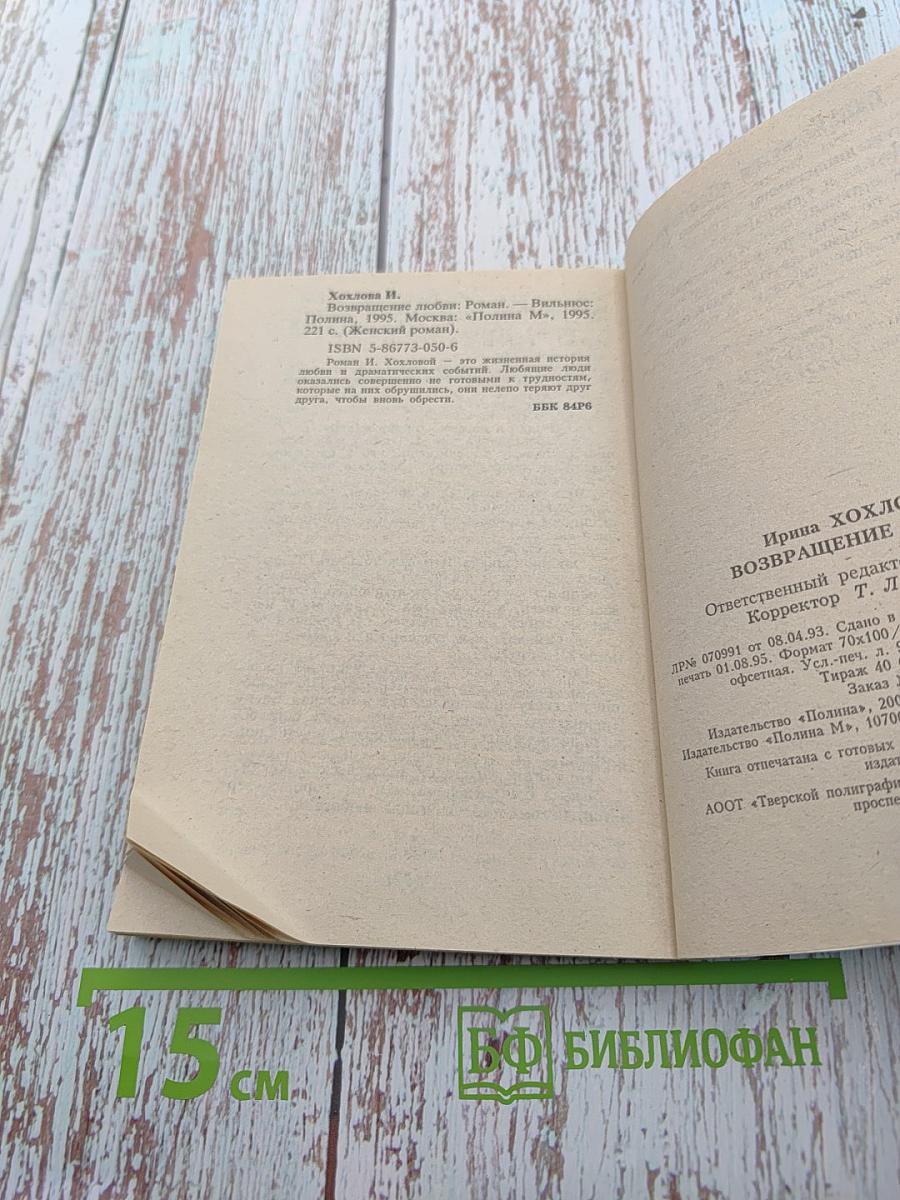 Хохлова И.
Возвращение любви: Роман. — Вильнюс:
Полина, 1995. Москва: «Полина М», 1995.
221 с. (Женский роман).
ISBN 5-86773-050-6
Роман И. Хохловой — это жизненная история
любви и драматических событий. Любящие люди
оказались совершенно не готовыми к трудностям,
которые на них обрушились, они нелепо теряют друг
друга, чтобы вновь обрести.
ББК 84Р6
Ирина ХОХЛО
ВОЗВРАЩЕНИЕ
Ответственный редакт
Корректор Т. Л
ЛР№ 070991 от 08.04.93. Сдано в
печать 01.08.95. Формат 70х100/
офсетная. Усл.-печ. л. 9
Тираж 40
Заказ
Издательство «Полина», 200
Издательство «Полина М», 1070
Книга отпечатана с готовых
издат
АООТ «Тверской полиграфи
проспе
15 см
БФ БИБЛИОФАН